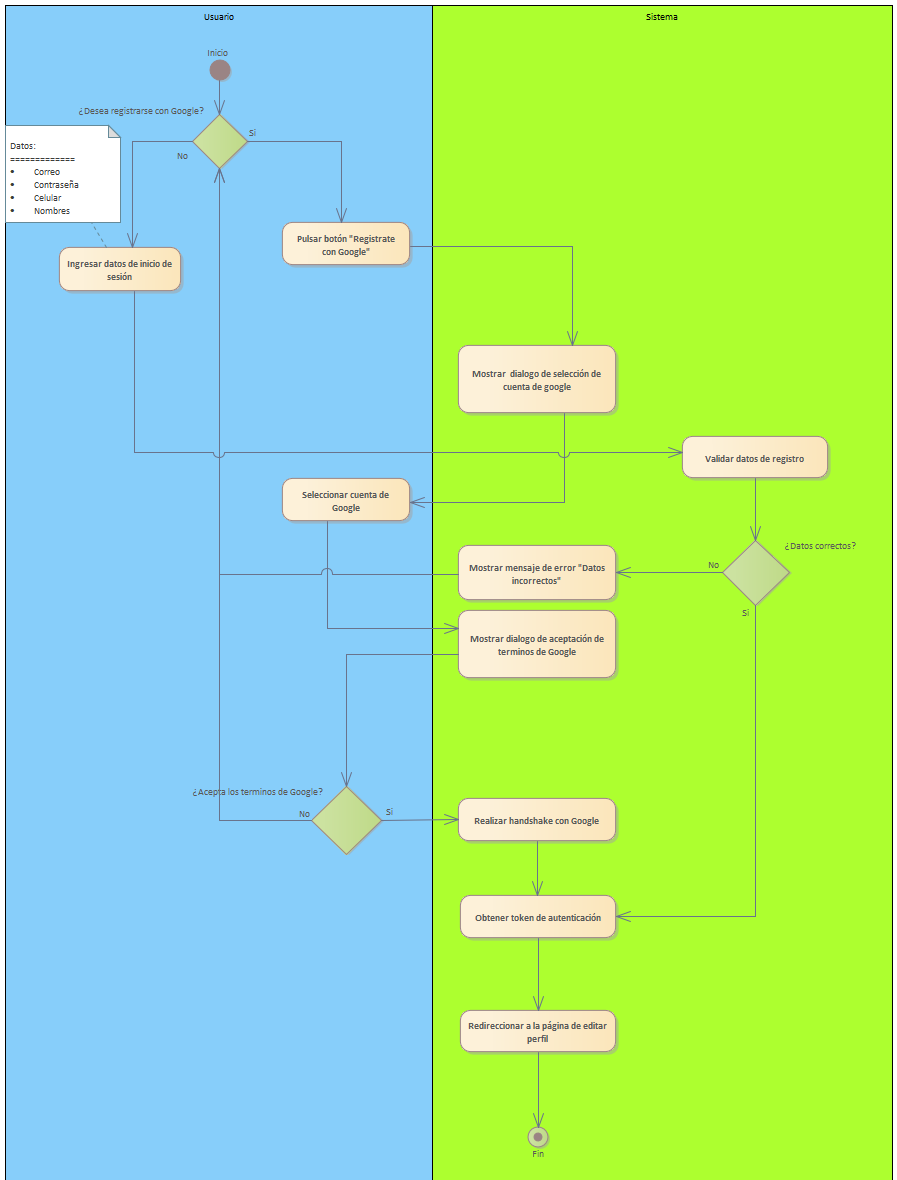 Usuario
Sistema
Inicio
¿Desea registrarse con Google?
Si
No
Datos:
=============
• Correo
• Contraseña
• Celular
• Nombres
Pulsar botón "Registrate
con Google"
Ingresar datos de inicio de
sesión
Mostrar dialogo de selección de
cuenta de google
Validar datos de registro
Seleccionar cuenta de
Google
¿Datos correctos?
No
Si
Mostrar mensaje de error "Datos
incorrectos"
Mostrar dialogo de aceptación de
terminos de Google
¿Acepta los terminos de Google?
No
Si
Realizar handshake con Google
Obtener token de autenticación
Redireccionar a la página de editar
perfil
Fin